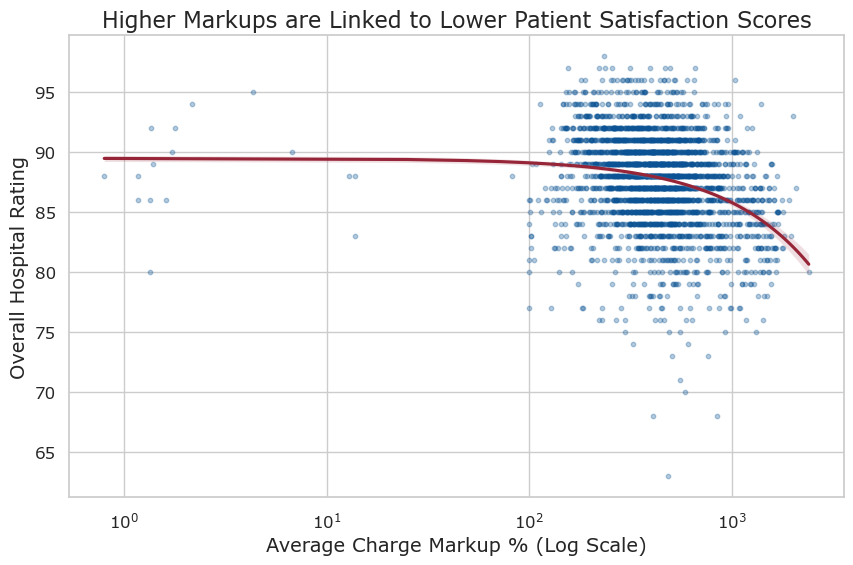 Higher Markups are Linked to Lower Patient Satisfaction Scores
Overall Hospital Rating
95
90
85
80
75
70
65
10⁰ 10¹ 10² 10³
Average Charge Markup % (Log Scale)